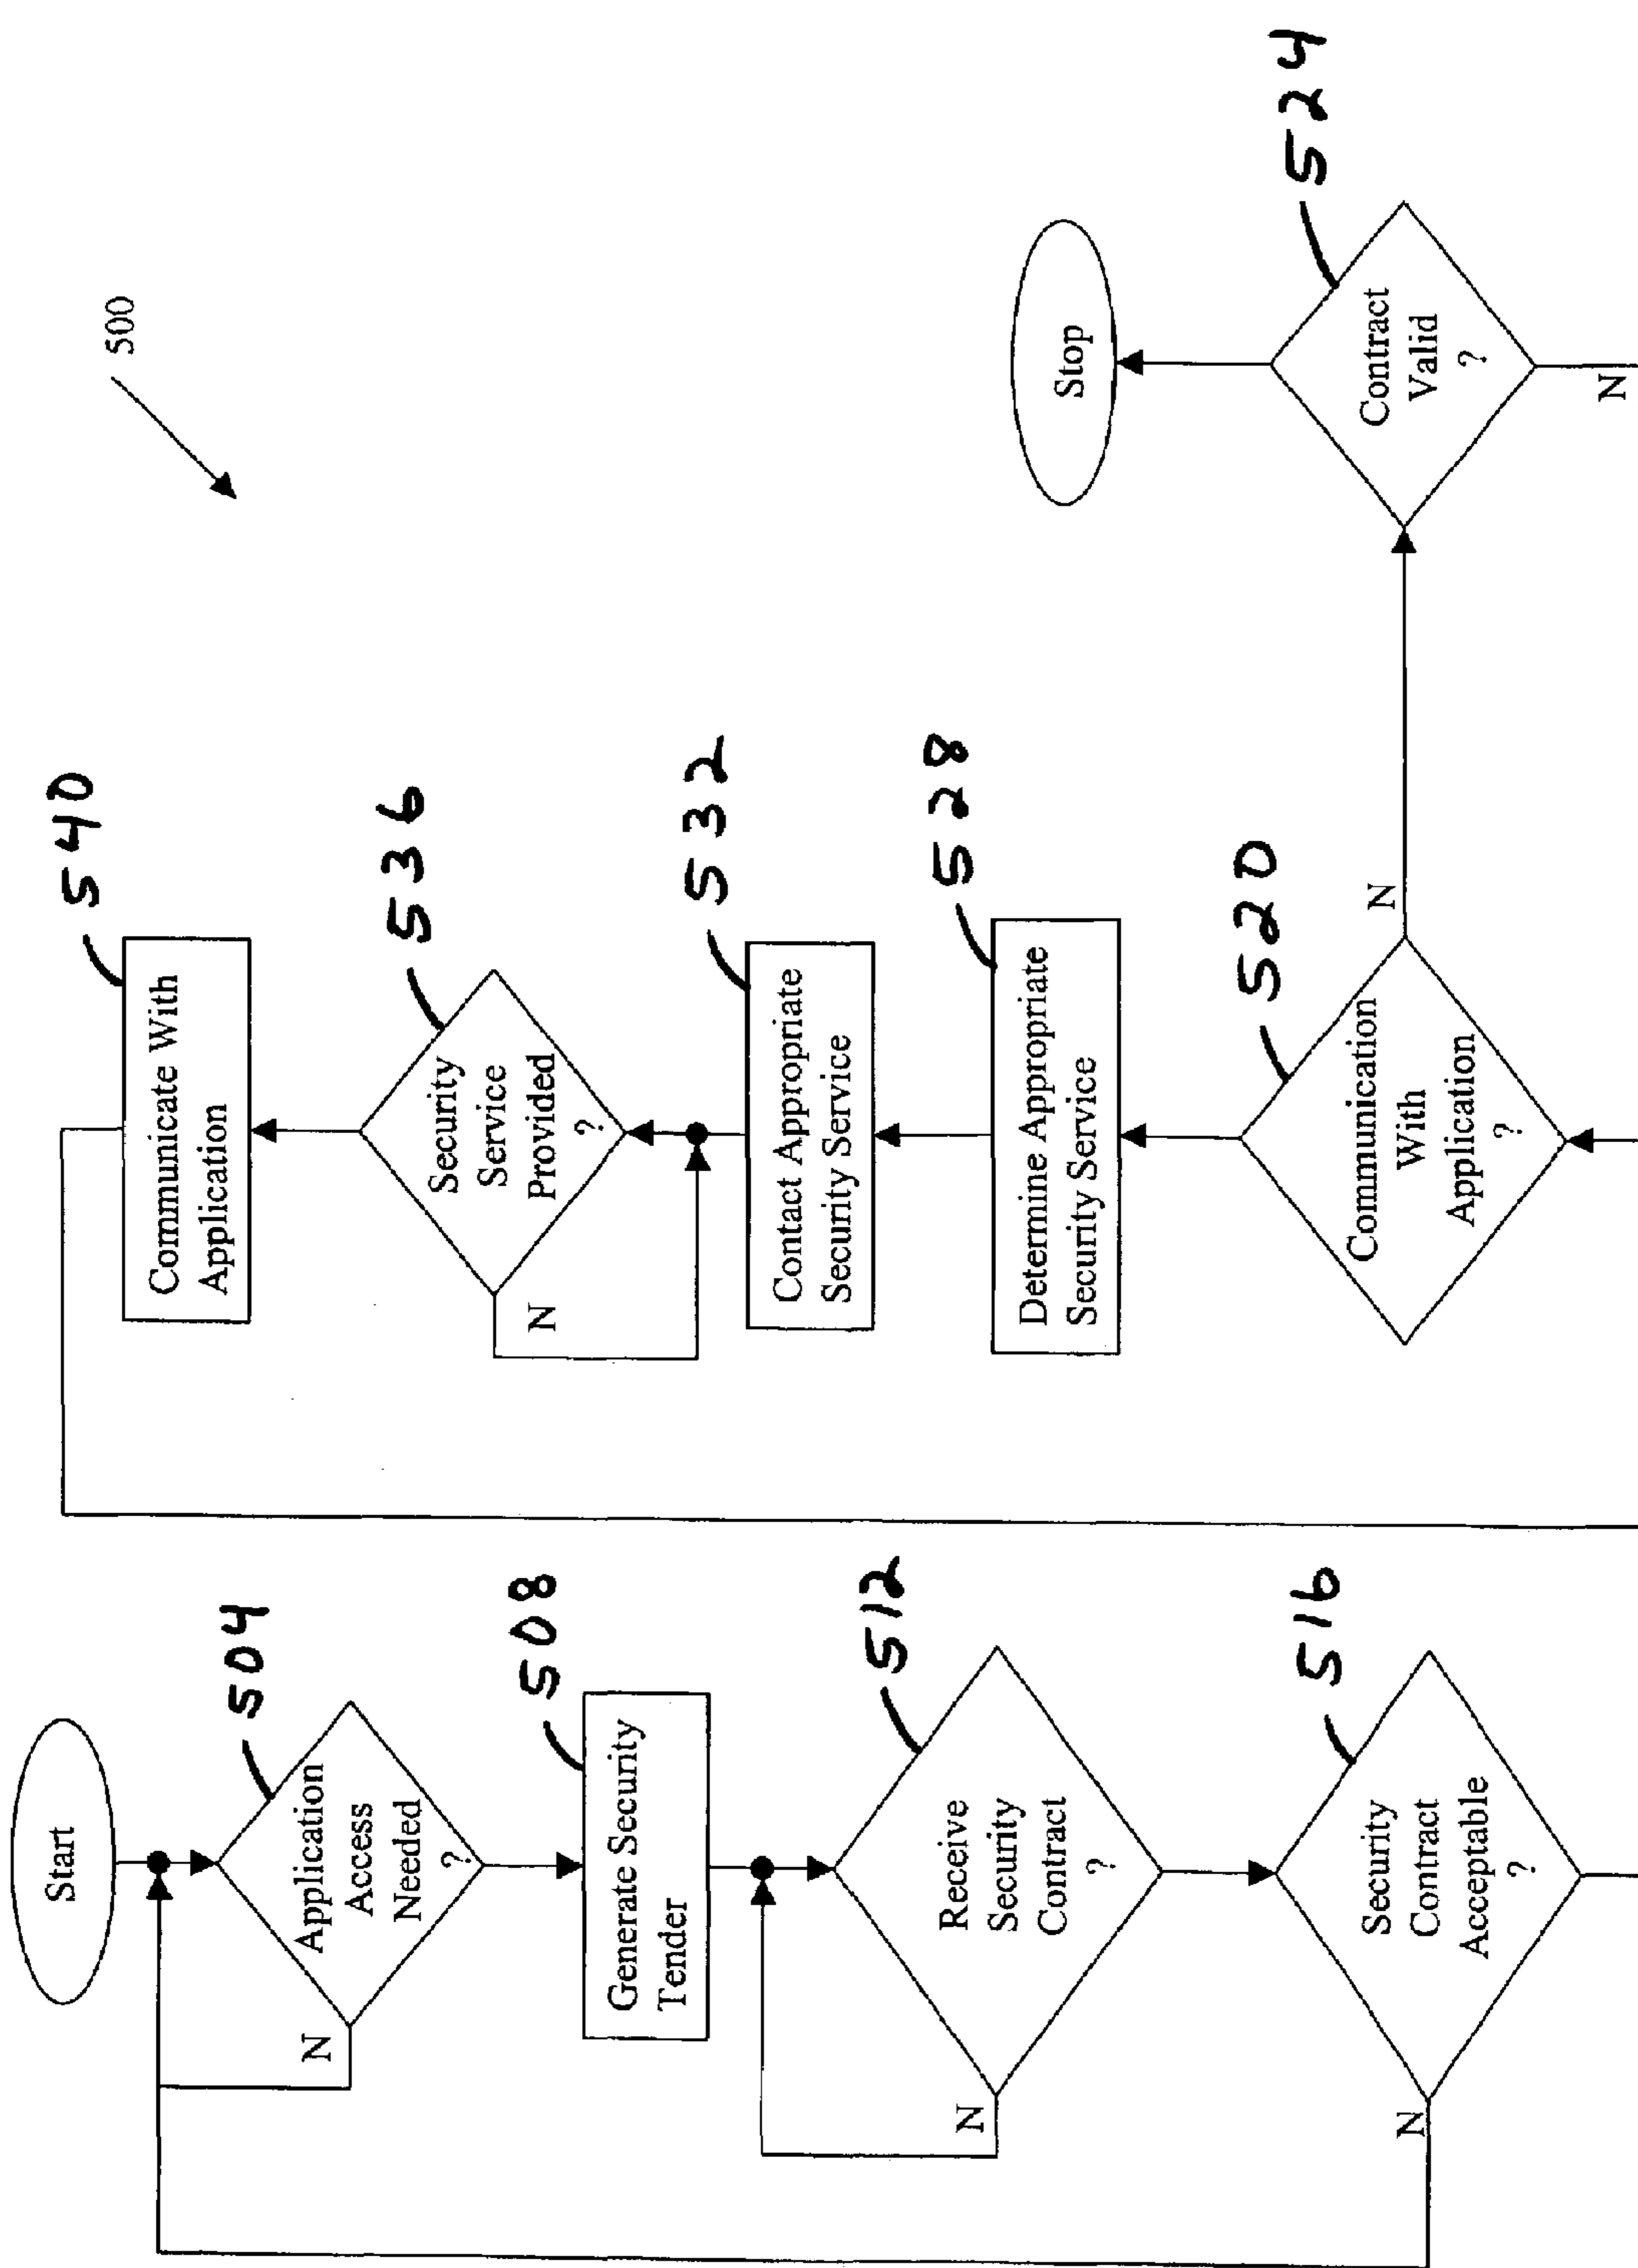 500
Start
504
Application
Access
Needed
?
N
508
Generate Security
Tender
512
Receive
Security
Contract
?
N
516
Security
Contract
Acceptable
?
N
540
Communicate With
Application
536
Security
Service
Provided
?
N
532
Contact Appropriate
Security Service
528
Determine Appropriate
Security Service
520
Communication
With
Application
?
N
Stop
524
Contract
Valid
?
N